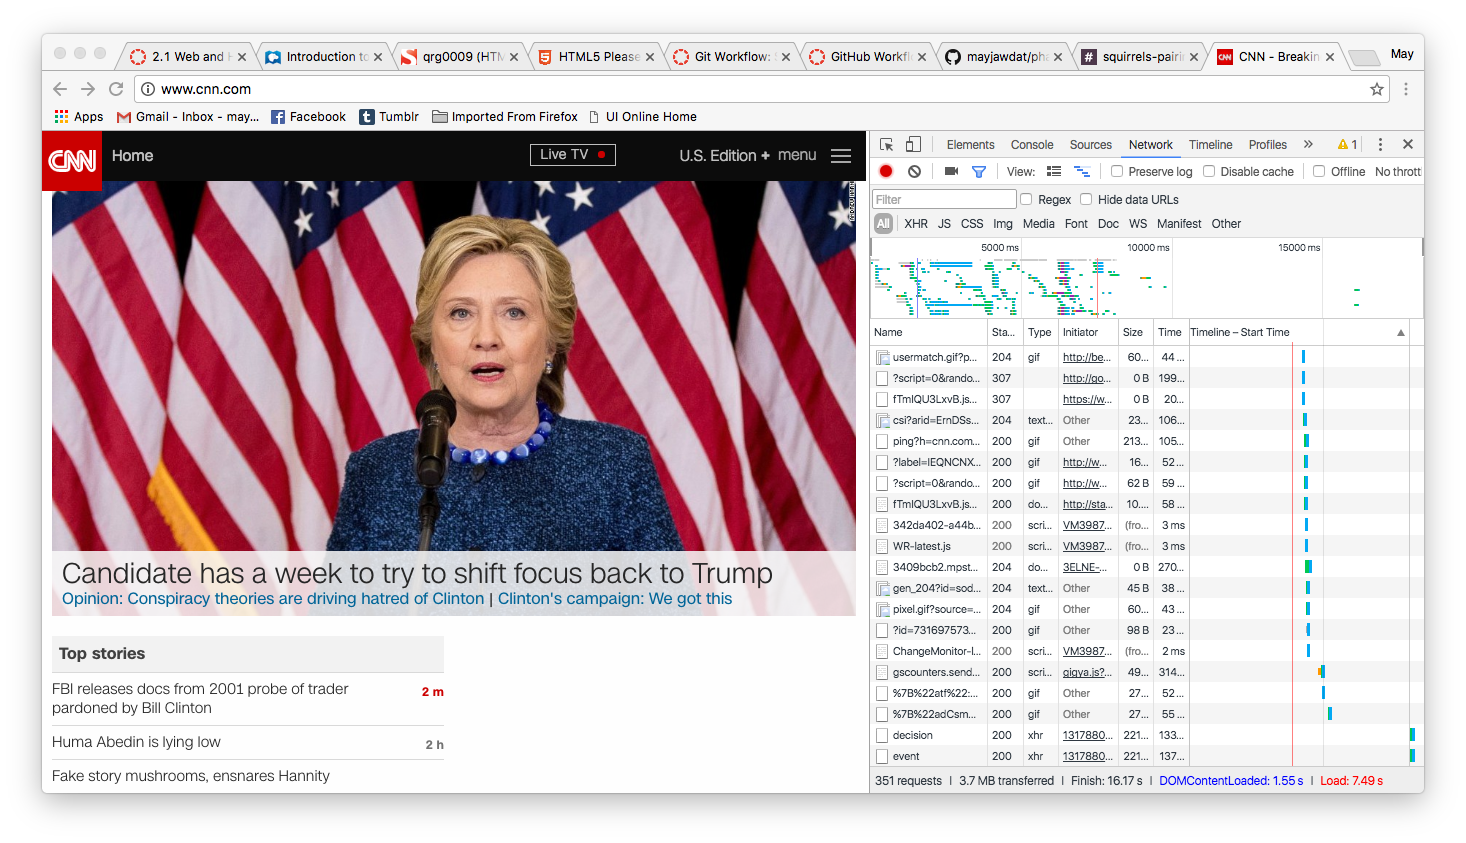 2.1 Web and H
Introduction to
qrg0009 (HTM
HTML5 Please
Git Workflow: S
GitHub Workfl
mayjawdat/pha
squirrels-pairin
CNN - Breakin
May
www.cnn.com
Apps
Gmail - Inbox - may...
Facebook
Tumblr
Imported From Firefox
UI Online Home
CNN
Home
Live TV
U.S. Edition +
menu
Candidate has a week to try to shift focus back to Trump
Opinion: Conspiracy theories are driving hatred of Clinton | Clinton's campaign: We got this
Top stories
FBI releases docs from 2001 probe of trader 2 m
pardoned by Bill Clinton
Huma Abedin is lying low 2 h
Fake story mushrooms, ensnares Hannity
Elements Console Sources Network Timeline Profiles » 1
View: Preserve log Disable cache Offline No thrott
Filter Regex Hide data URLs
All XHR JS CSS Img Media Font Doc WS Manifest Other
5000 ms 10000 ms 15000 ms
Name Sta... Type Initiator Size Time Timeline – Start Time
usermatch.gif?p... 204 gif http://be... 60... 44 ...
?script=0&rando... 307 http://go... 0 B 199...
fTmIQU3LxvB.js... 307 https://w... 0 B 20...
csi?arid=ErnDSs... 204 text... Other 23... 106...
ping?h=cnn.com... 200 gif Other 213... 105...
?label=IEQNCNX... 200 gif http://w... 16... 52 ...
?script=0&rando... 200 gif http://w... 62 B 59 ...
fTmIQU3LxvB.js... 200 do... http://sta... 10.... 58 ...
342da402-a44b... 200 scri... VM3987... (fro... 3 ms
WR-latest.js 200 scri... VM3987... (fro... 3 ms
3409bcb2.mpst... 200 do... 3ELNE-... 0 B 270...
gen_204?id=sod... 204 text... Other 45 B 38 ...
pixel.gif?source=... 204 gif Other 60... 43 ...
?id=731697573... 200 gif Other 98 B 23 ...
ChangeMonitor-l... 200 scri... VM3987... (fro... 2 ms
gscounters.send... 200 scri... gigya.js?... 49... 314...
%7B%22atf%22:... 200 gif Other 27... 52 ...
%7B%22adCsm... 200 gif Other 27... 55 ...
decision 200 xhr 1317880... 221... 133...
event 200 xhr 1317880... 221... 137...
351 requests | 3.7 MB transferred | Finish: 16.17 s | DOMContentLoaded: 1.55 s | Load: 7.49 s